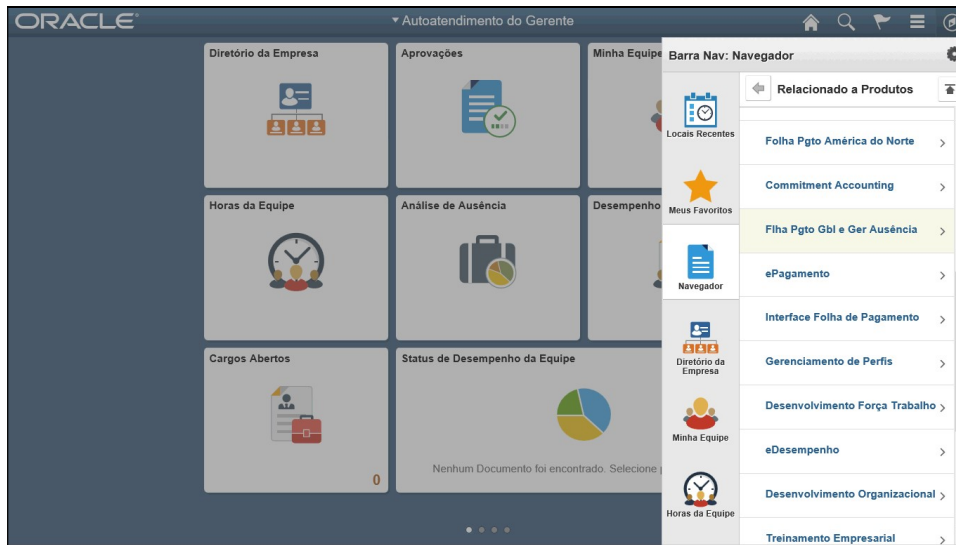 ORACLE®
Autoatendimento do Gerente
Diretório da Empresa
Aprovações
Minha Equipe
Horas da Equipe
Análise de Ausência
Desempenho
Cargos Abertos
0
Status de Desempenho da Equipe
Nenhum Documento foi encontrado. Selecione
Barra Nav: Navegador
Locais Recentes
Meus Favoritos
Navegador
Diretório da
Empresa
Minha Equipe
Horas da Equipe
Relacionado a Produtos
Folha Pgto América do Norte
Commitment Accounting
Flha Pgto Gbl e Ger Ausência
ePagamento
Interface Folha de Pagamento
Gerenciamento de Perfis
Desenvolvimento Força Trabalho
eDesempenho
Desenvolvimento Organizacional
Treinamento Empresarial